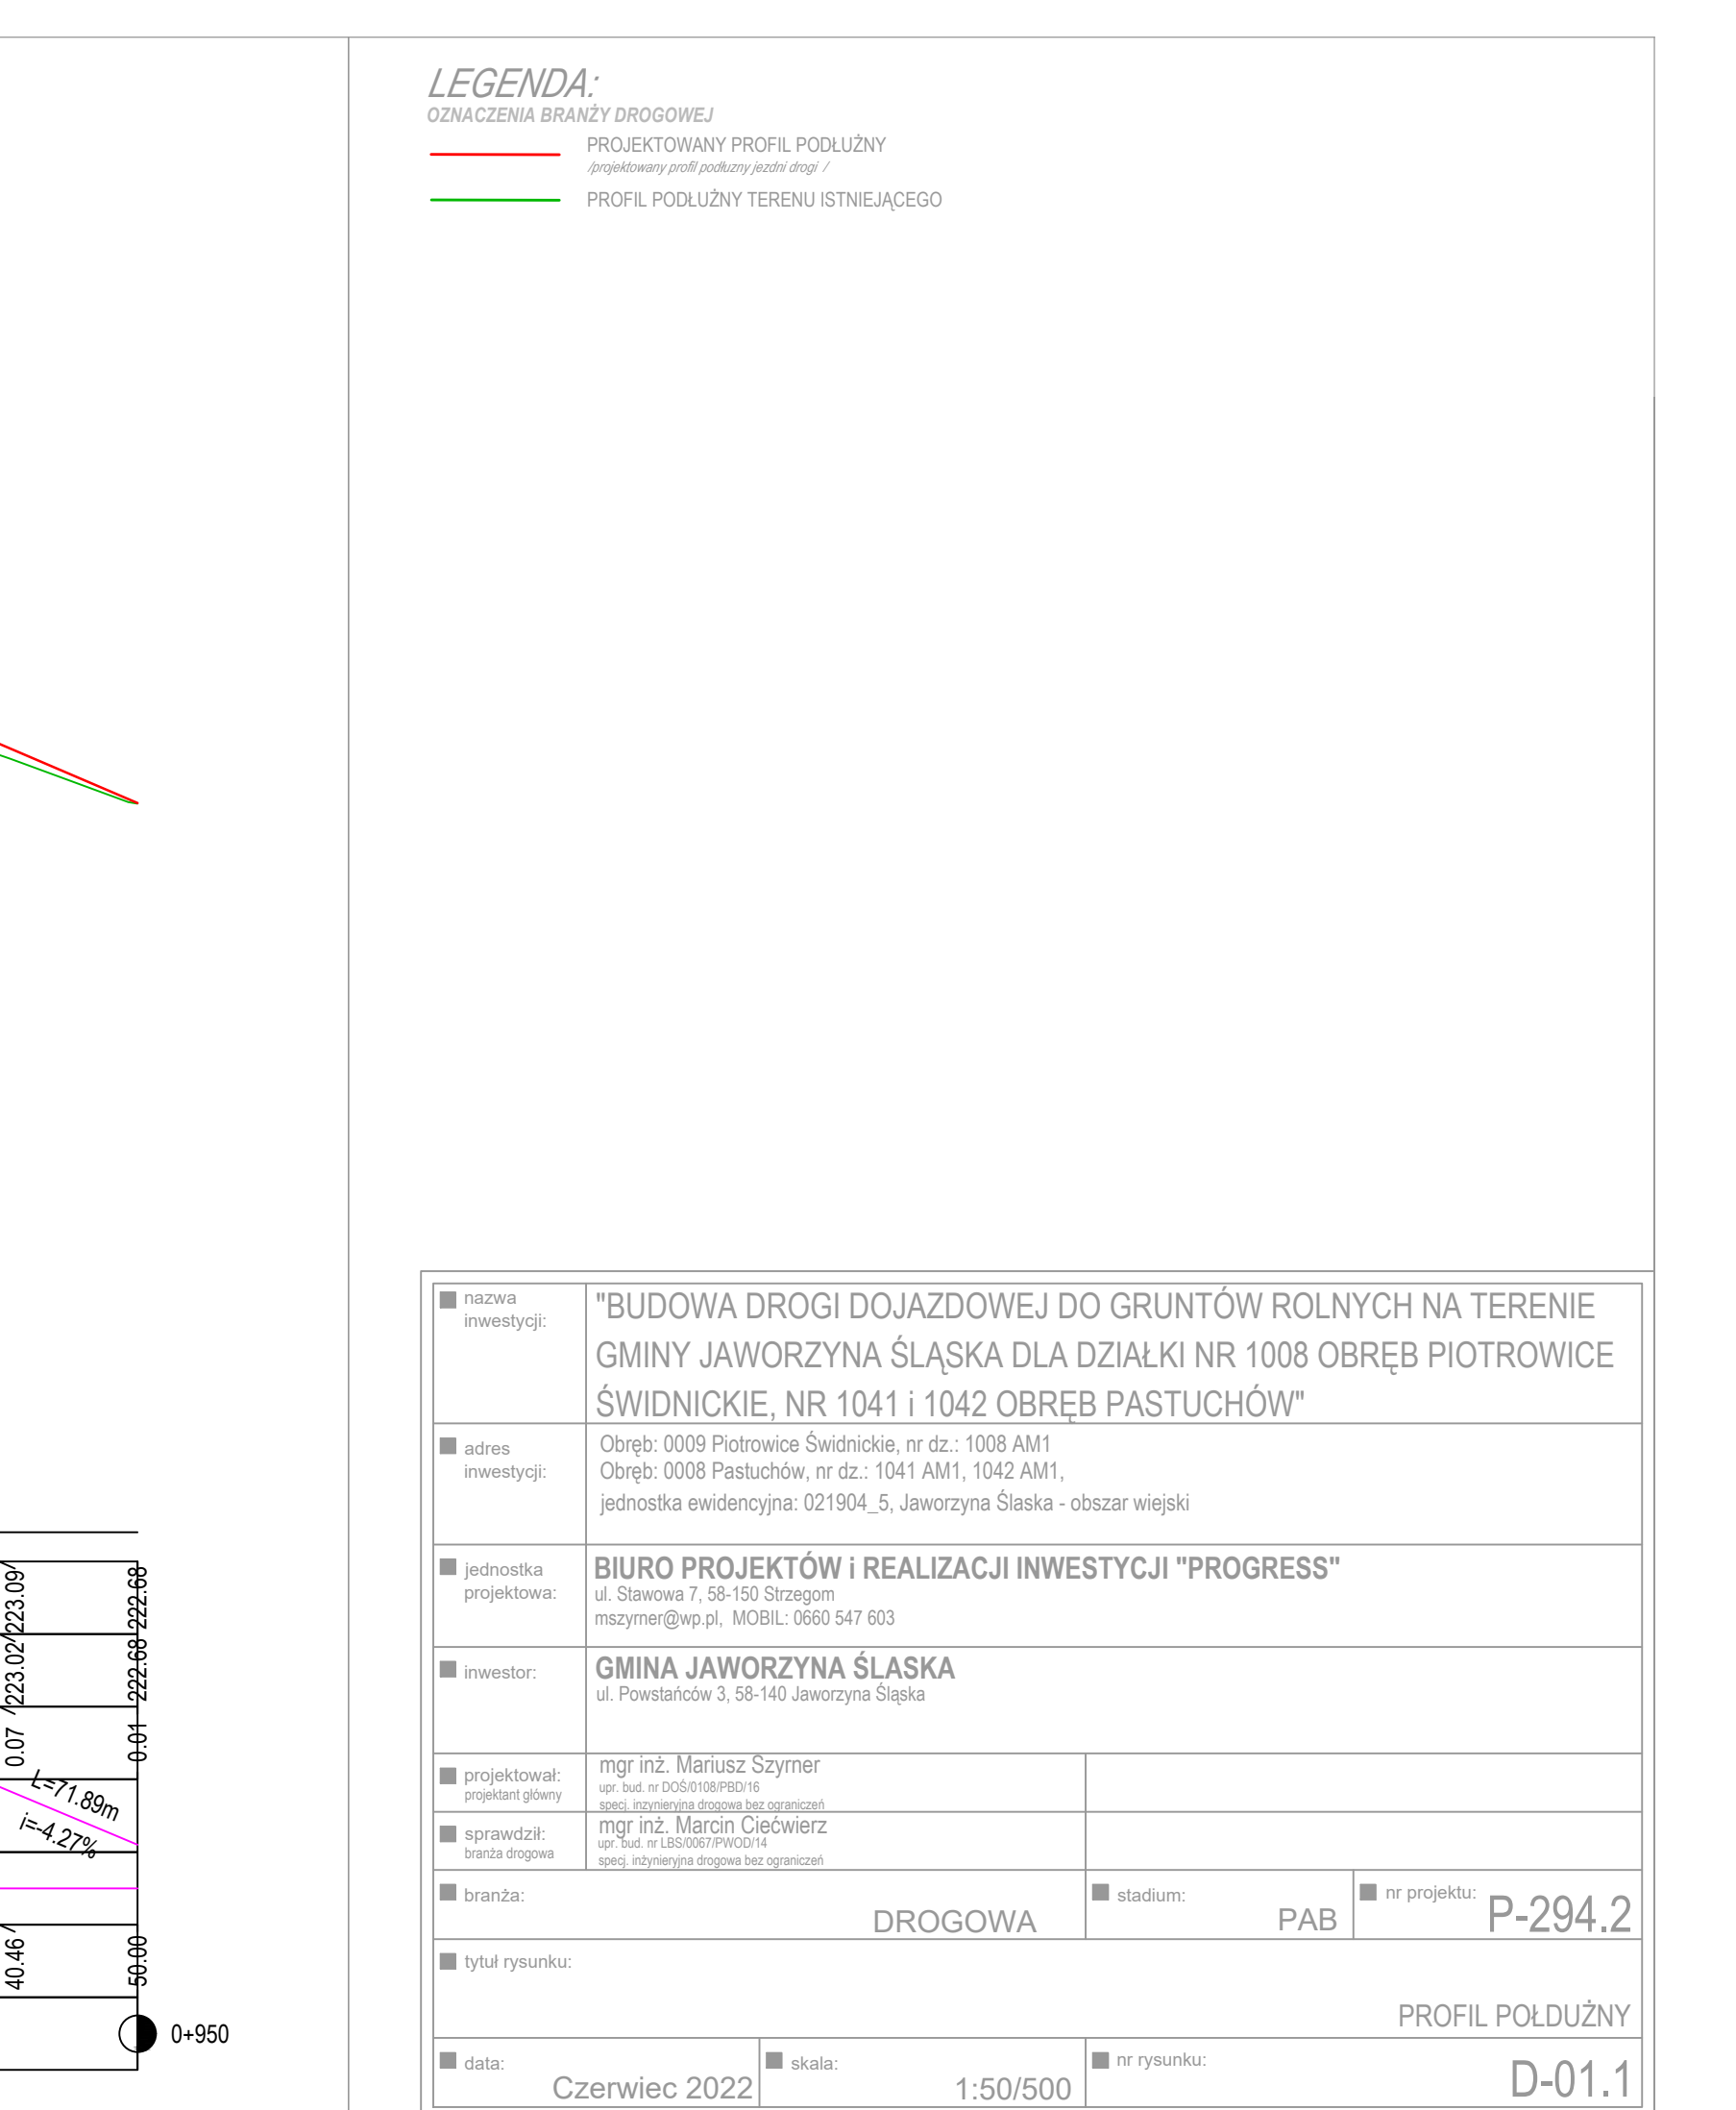 LEGENDA:
OZNACZENIA BRANŻY DROGOWEJ
PROJEKTOWANY PROFIL PODŁUŻNY
/projektowany profil podłuzny jezdni drogi /
PROFIL PODŁUŻNY TERENU ISTNIEJĄCEGO
nazwa
inwestycji:
"BUDOWA DROGI DOJAZDOWEJ DO GRUNTÓW ROLNYCH NA TERENIE
GMINY JAWORZYNA ŚLĄSKA DLA DZIAŁKI NR 1008 OBRĘB PIOTROWICE
ŚWIDNICKIE, NR 1041 i 1042 OBRĘB PASTUCHÓW"
adres
inwestycji:
Obręb: 0009 Piotrowice Świdnickie, nr dz.: 1008 AM1
Obręb: 0008 Pastuchów, nr dz.: 1041 AM1, 1042 AM1,
jednostka ewidencyjna: 021904_5, Jaworzyna Ślaska - obszar wiejski
jednostka
projektowa:
BIURO PROJEKTÓW i REALIZACJI INWESTYCJI "PROGRESS"
ul. Stawowa 7, 58-150 Strzegom
mszyrner@wp.pl, MOBIL: 0660 547 603
inwestor:
GMINA JAWORZYNA ŚLASKA
ul. Powstańców 3, 58-140 Jaworzyna Śląska
projektował:
projektant główny
mgr inż. Mariusz Szyrner
upr. bud. nr DOŚ/0108/PBD/16
specj. inzynieryjna drogowa bez ograniczeń
sprawdził:
branża drogowa
mgr inż. Marcin Ciećwierz
upr. bud. nr LBS/0067/PWOD/14
specj. inżynieryjna drogowa bez ograniczeń
branża:
DROGOWA
stadium:
PAB
nr projektu:
P-294.2
tytuł rysunku:
PROFIL POŁDUŻNY
data:
Czerwiec 2022
skala:
1:50/500
nr rysunku:
D-01.1
223.09
222.68
223.02
222.68
0.07
0.01
L=71.89m
i=-4.27%
40.46
50.00
0+950